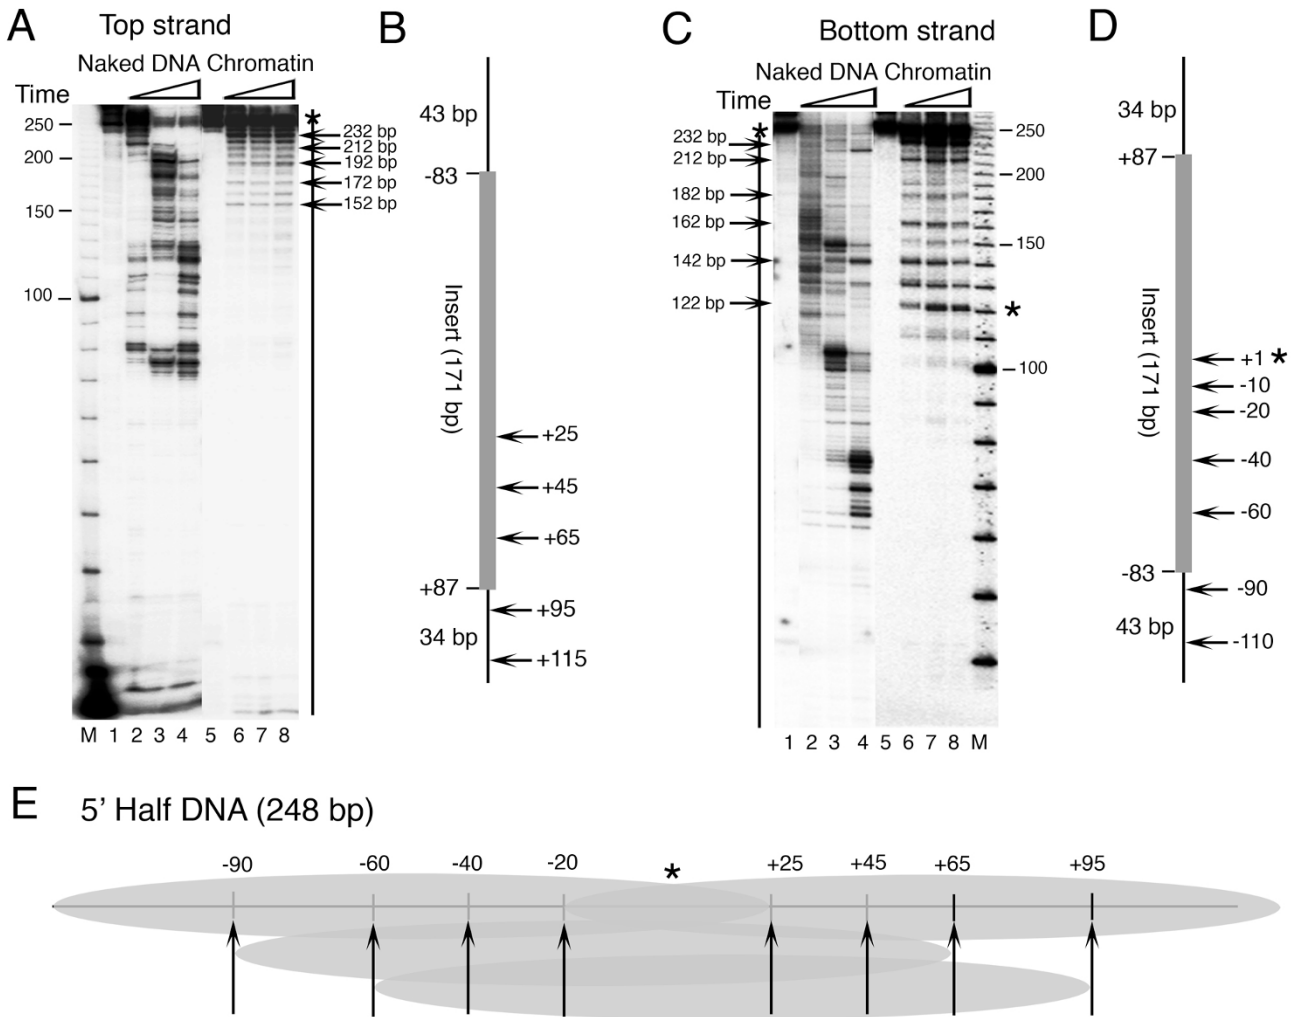 A
Top strand
Naked DNA Chromatin
Time
250
200
150
100
*
232 bp
212 bp
192 bp
172 bp
152 bp
M 1 2 3 4 5 6 7 8
B
43 bp
-83
Insert (171 bp)
+25
+45
+65
+87
+95
34 bp
+115
C
Bottom strand
Naked DNA Chromatin
Time
*
232 bp
212 bp
182 bp
162 bp
142 bp
122 bp
250
200
150
*
100
1 2 3 4 5 6 7 8 M
D
34 bp
+87
Insert (171 bp)
+1 *
-10
-20
-40
-60
-83
-90
43 bp
-110
E
5' Half DNA (248 bp)
-90 -60 -40 -20 * +25 +45 +65 +95